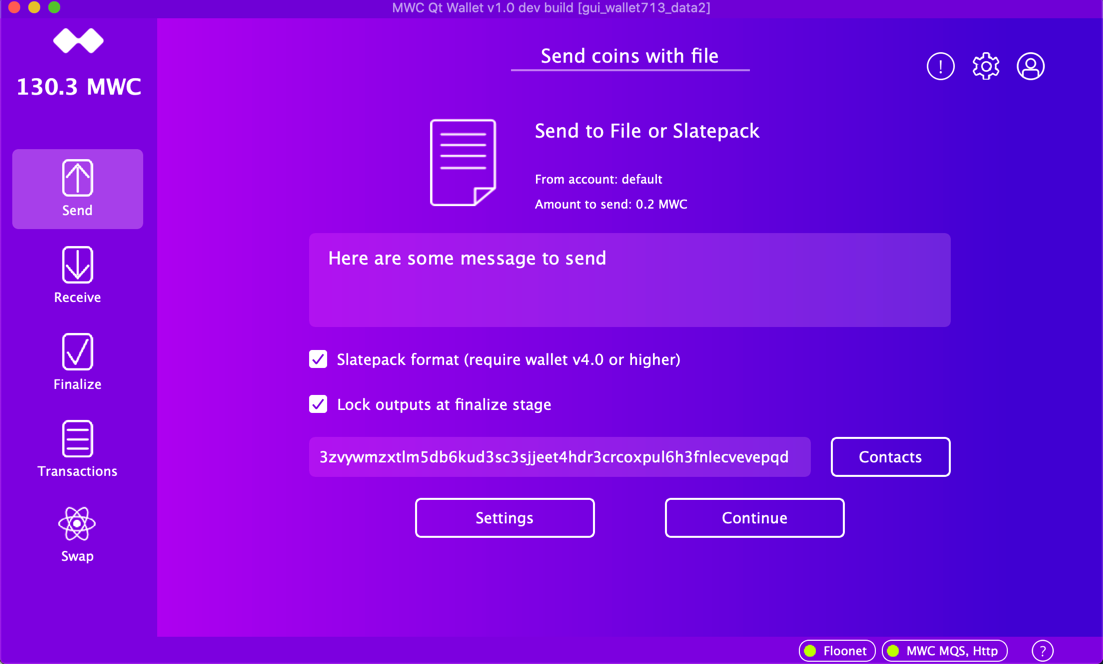 MWC Qt Wallet v1.0 dev build [gui_wallet713_data2]
130.3 MWC
Send coins with file
!
Send to File or Slatepack
From account: default
Amount to send: 0.2 MWC
Send
Receive
Finalize
Transactions
Swap
Here are some message to send
Slatepack format (require wallet v4.0 or higher)
Lock outputs at finalize stage
3zvywmzxtlm5db6kud3sc3sjjeet4hdr3crcoxpul6h3fnlecvevepqd
Contacts
Settings
Continue
Floonet
MWC MQS, Http
?